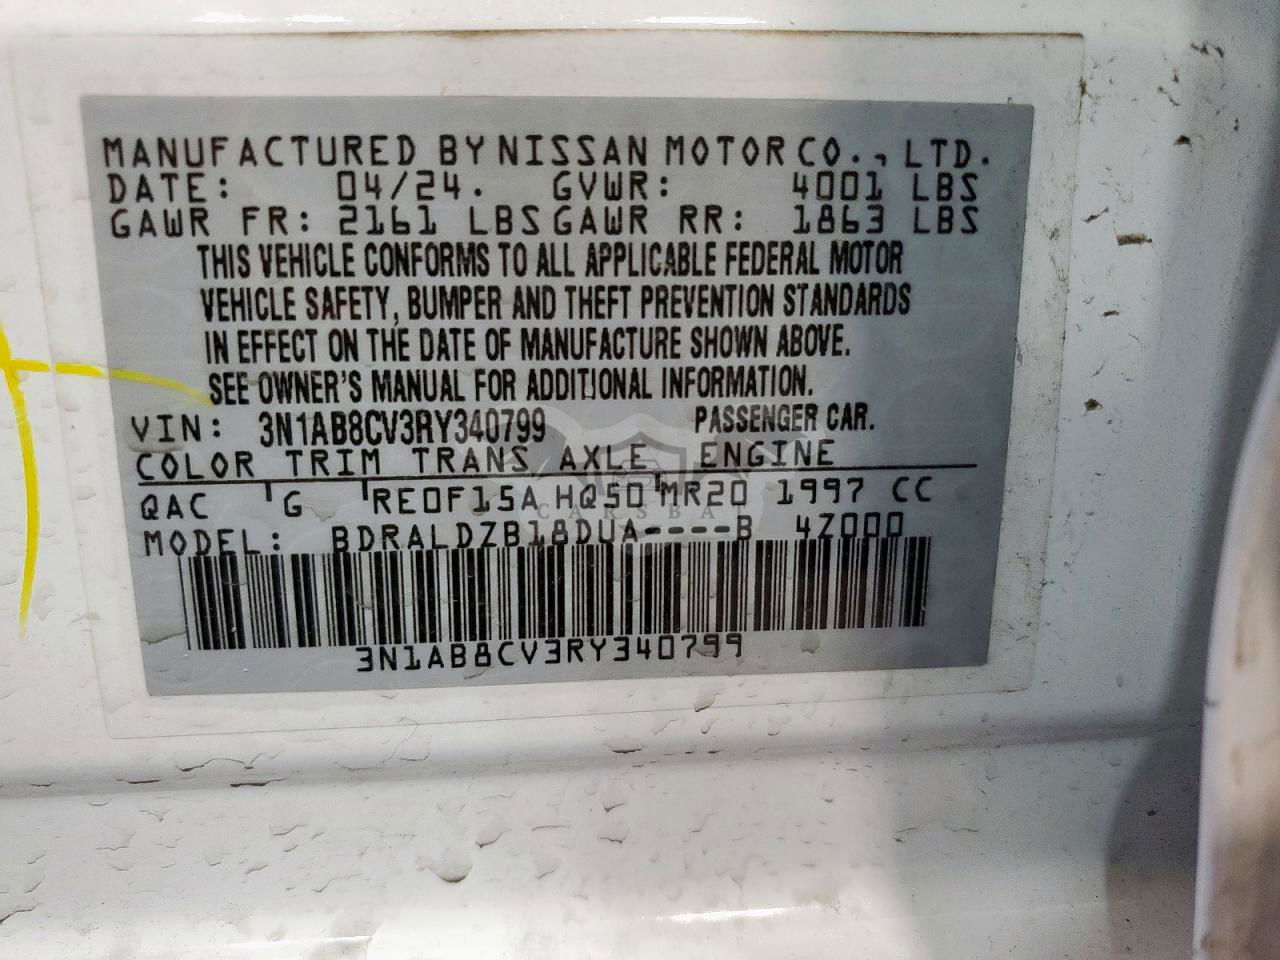 MANUFACTURED BY NISSAN MOTOR CO., LTD.
DATE: 04/24. GVWR: 4001 LBS
GAWR FR: 2161 LBS GAWR RR: 1863 LBS
THIS VEHICLE CONFORMS TO ALL APPLICABLE FEDERAL MOTOR
VEHICLE SAFETY, BUMPER AND THEFT PREVENTION STANDARDS
IN EFFECT ON THE DATE OF MANUFACTURE SHOWN ABOVE.
SEE OWNER'S MANUAL FOR ADDITIONAL INFORMATION.
VIN: 3N1AB8CV3RY340799 PASSENGER CAR.
COLOR TRIM TRANS AXLE ENGINE
QAC G RE0F15A HQ50 MR20 1997 CC
CARSBA
MODEL: BDRALDZB18DUA----B 4Z000
3N1AB8CV3RY340799